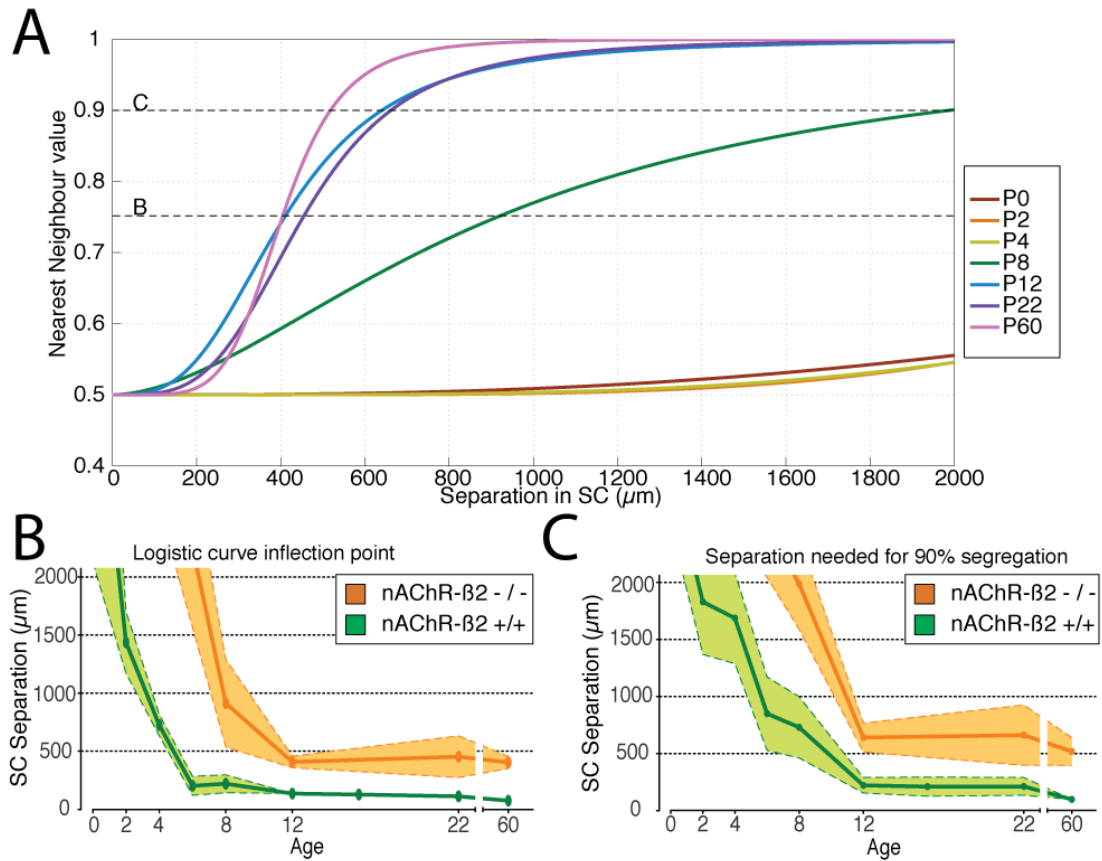 A
1
0.9
0.8
0.7
0.6
0.5
0.4
Nearest Neighbour value
C
B
0 200 400 600 800 1000 1200 1400 1600 1800 2000
Separation in SC (µm)
P0
P2
P4
P8
P12
P22
P60
B
Logistic curve inflection point
2000
1500
1000
500
0
SC Separation (µm)
nAChR-ß2 - / -
nAChR-ß2 +/+
0 2 4 8 12 22 60
Age
C
Separation needed for 90% segregation
2000
1500
1000
500
0
SC Separation (µm)
nAChR-ß2 - / -
nAChR-ß2 +/+
0 2 4 8 12 22 60
Age